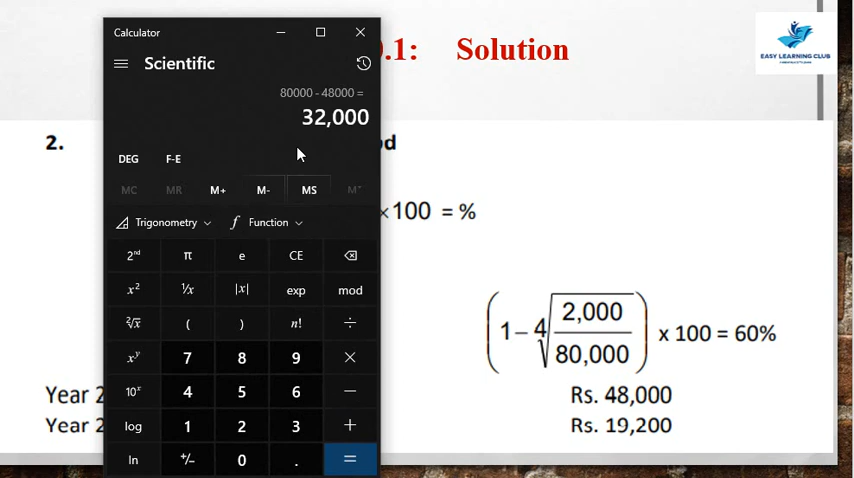 Calculator
0.1: Solution
EASY LEARNING CLUB
Scientific
80000 - 48000 =
32,000
2.
od
DEG F-E
MC MR M+ M- MS M˅
×100 = %
Trigonometry f Function
2nd π e CE
x² ¹/x |x| exp mod
²√x ( ) n! ÷
(1– 4√2,000/80,000) x 100 = 60%
xʸ 7 8 9 ×
10ˣ 4 5 6 −
Year 2 Rs. 48,000
log 1 2 3 +
Year 2 Rs. 19,200
ln +/- 0 . =